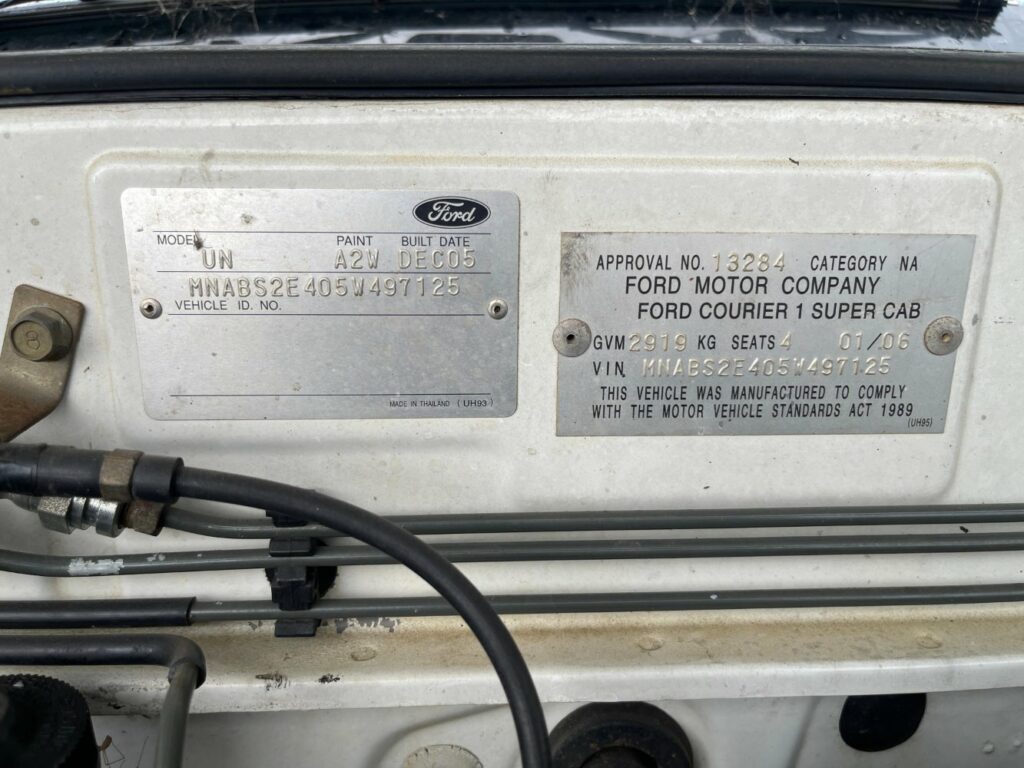 Ford
MODEL PAINT BUILT DATE
UN A2W DEC05
MNABS2E405W497125
VEHICLE ID. NO.
MADE IN THAILAND (UH93)
APPROVAL NO. 13284 CATEGORY NA
FORD MOTOR COMPANY
FORD COURIER 1 SUPER CAB
GVM 2919 KG SEATS 4 01/06
VIN MNABS2E405W497125
THIS VEHICLE WAS MANUFACTURED TO COMPLY
WITH THE MOTOR VEHICLE STANDARDS ACT 1989
(UH95)
8